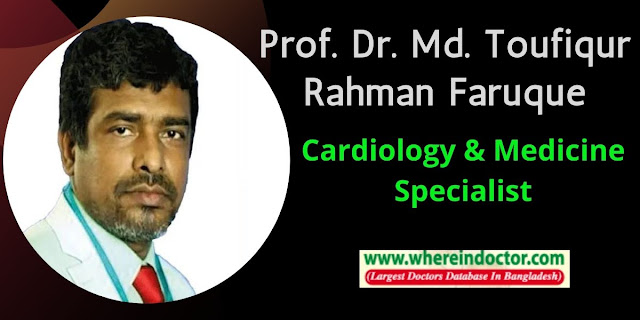 Prof. Dr. Md. Toufiqur
Rahman Faruque
Cardiology & Medicine
Specialist
www.whereindoctor.com
(Largest Doctors Database In Bangladesh)